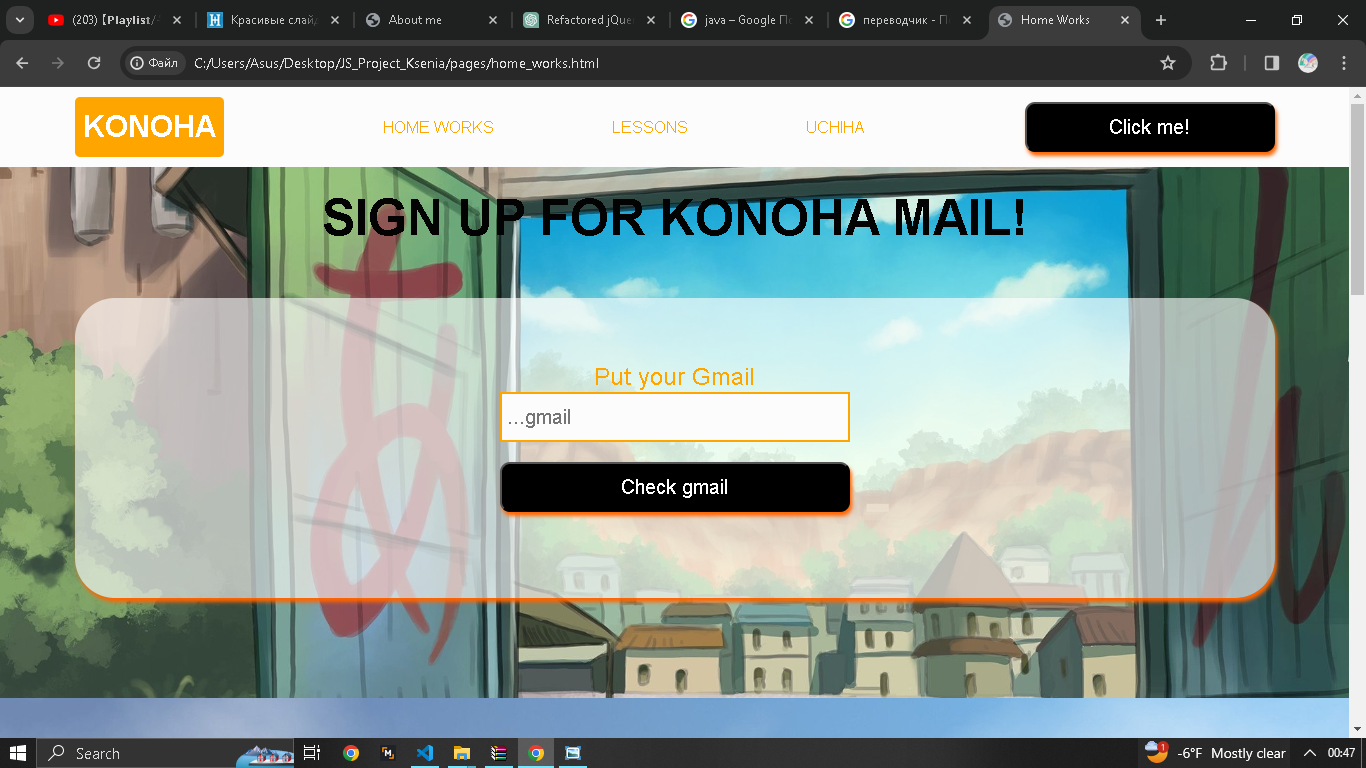 (203) 【Playlist/
Красивые слайд
About me
Refactored jQue
java – Google По
переводчик - П
Home Works
Файл
C:/Users/Asus/Desktop/JS_Project_Ksenia/pages/home_works.html
KONOHA
HOME WORKS
LESSONS
UCHIHA
Click me!
SIGN UP FOR KONOHA MAIL!
Put your Gmail
...gmail
Check gmail
Search
1
-6°F Mostly clear
00:47